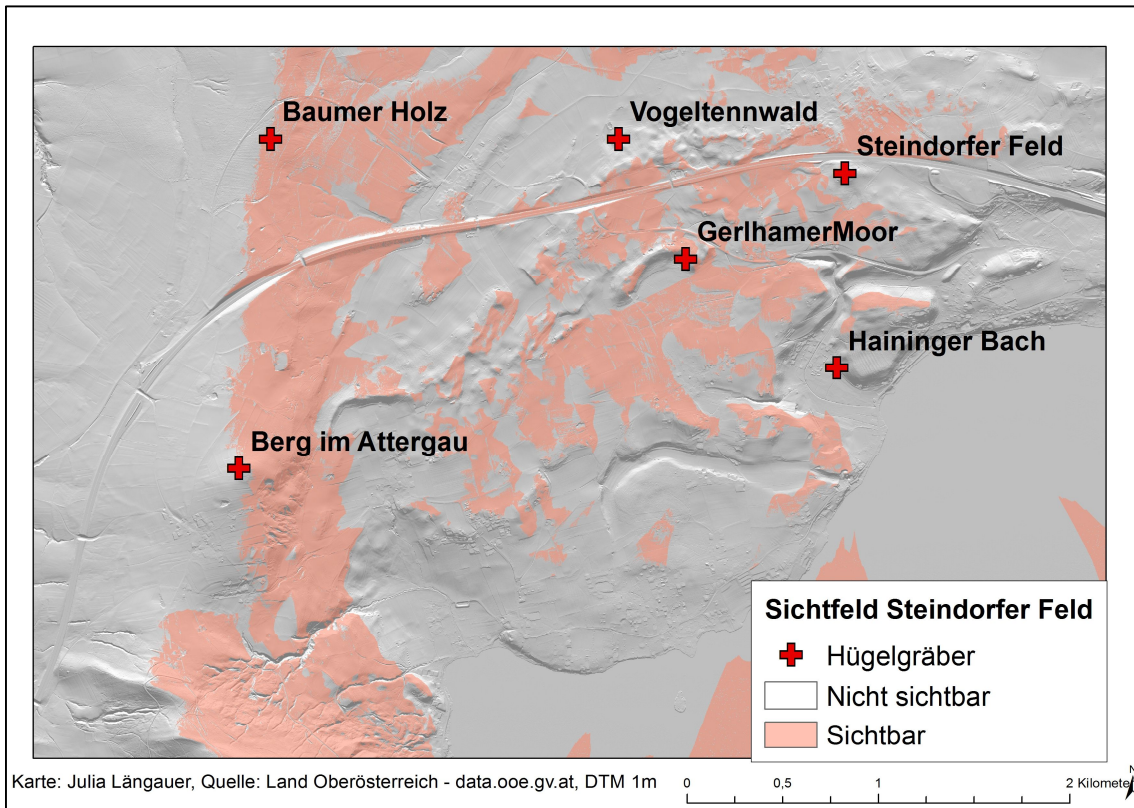 Baumer Holz
Vogeltennwald
Steindorfer Feld
GerlhamerMoor
Haininger Bach
Berg im Attergau
Sichtfeld Steindorfer Feld
Hügelgräber
Nicht sichtbar
Sichtbar
Karte: Julia Längauer, Quelle: Land Oberösterreich - data.ooe.gv.at, DTM 1m
0 0,5 1 2 Kilometer
N